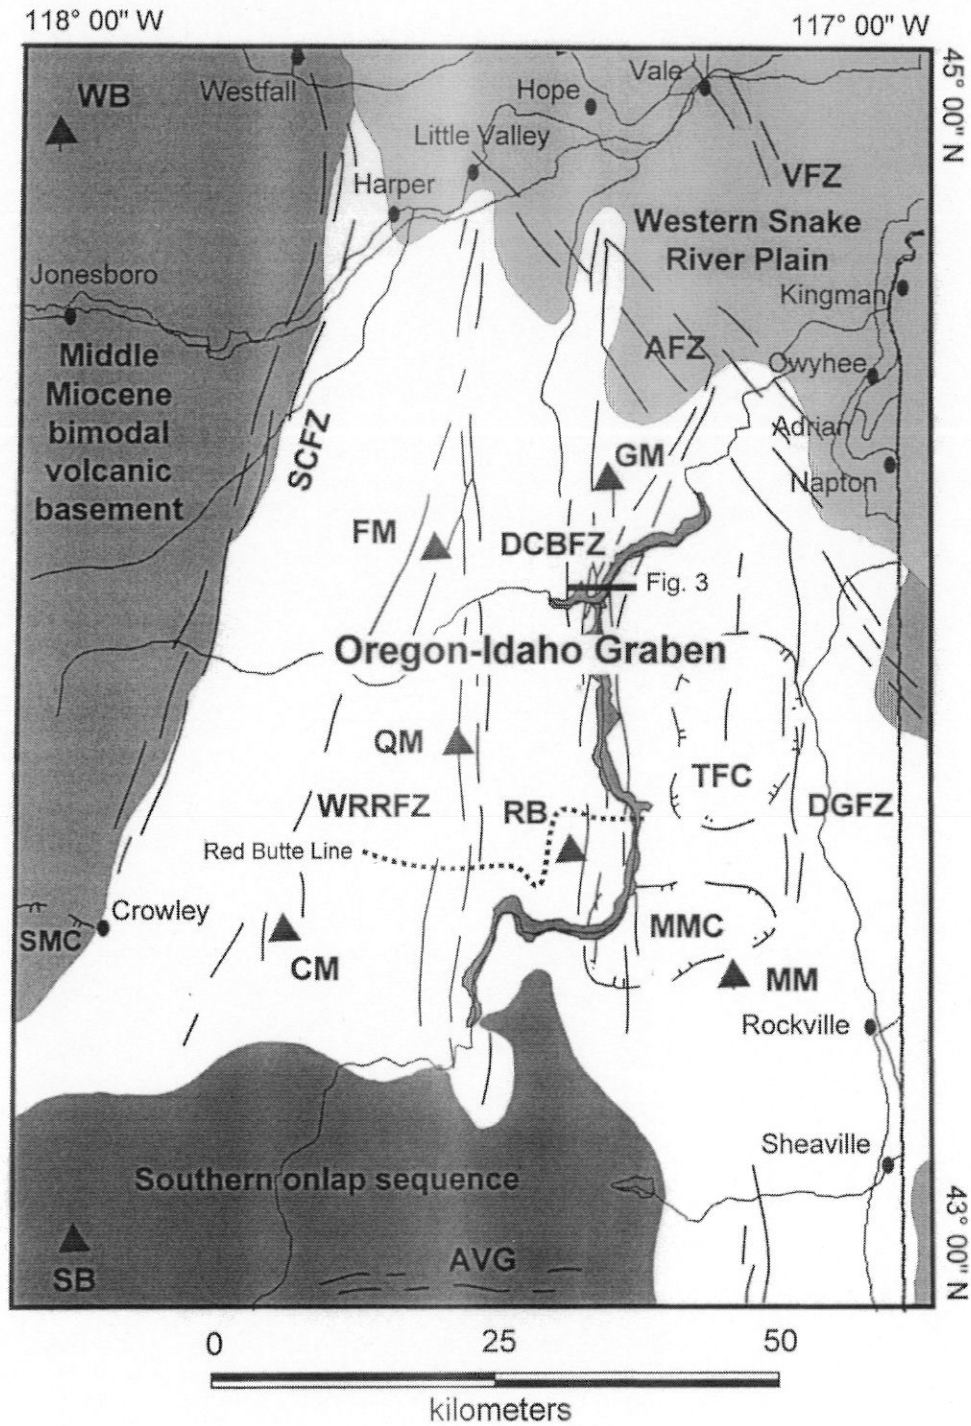 118° 00" W
117° 00" W
45° 00" N
WB
Westfall
Hope
Vale
Little Valley
Harper
VFZ
Western Snake
River Plain
Jonesboro
Kingman
Middle
Miocene
bimodal
volcanic
basement
AFZ
Owyhee
SCFZ
Adrian
GM
Napton
FM
DCBFZ
Fig. 3
Oregon-Idaho Graben
QM
TFC
WRRFZ
RB
DGFZ
Red Butte Line
Crowley
SMC
MMC
CM
MM
Rockville
Sheaville
Southern onlap sequence
43° 00" N
AVG
SB
0
25
50
kilometers